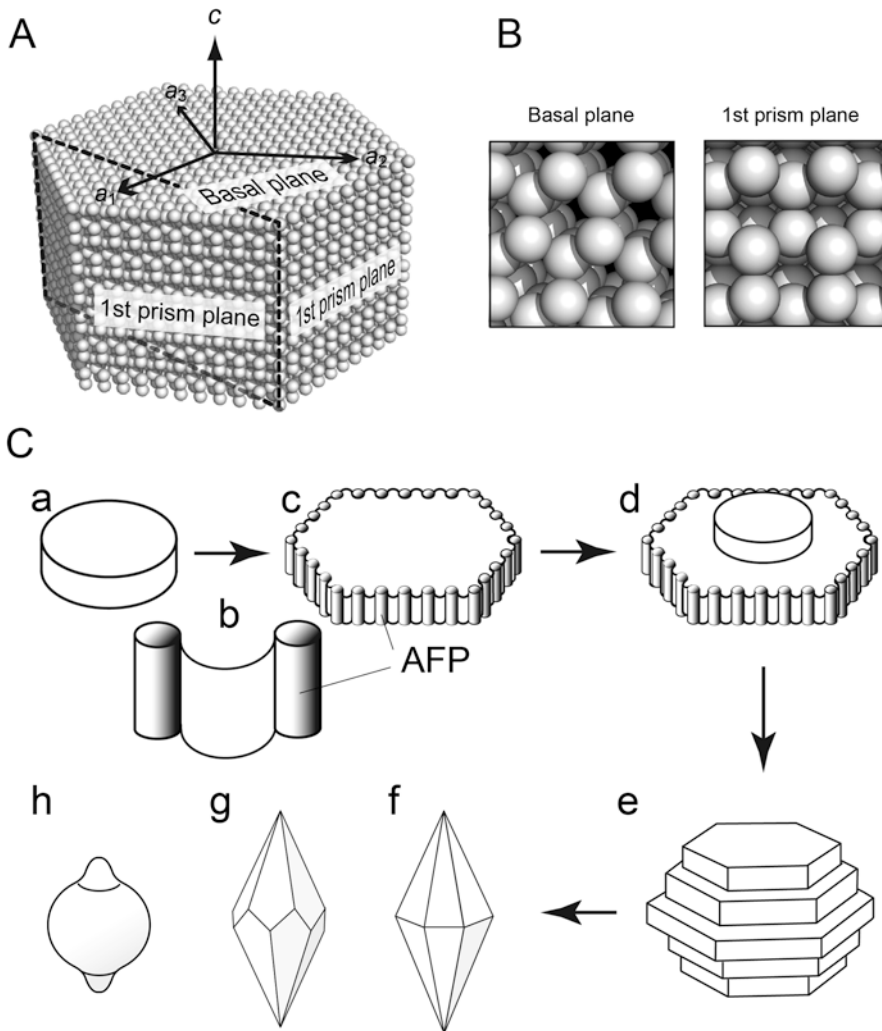 A
c
a3
a1
a2
Basal plane
1st prism plane
1st prism plane
B
Basal plane
1st prism plane
C
a
c
d
b
AFP
h
g
f
e